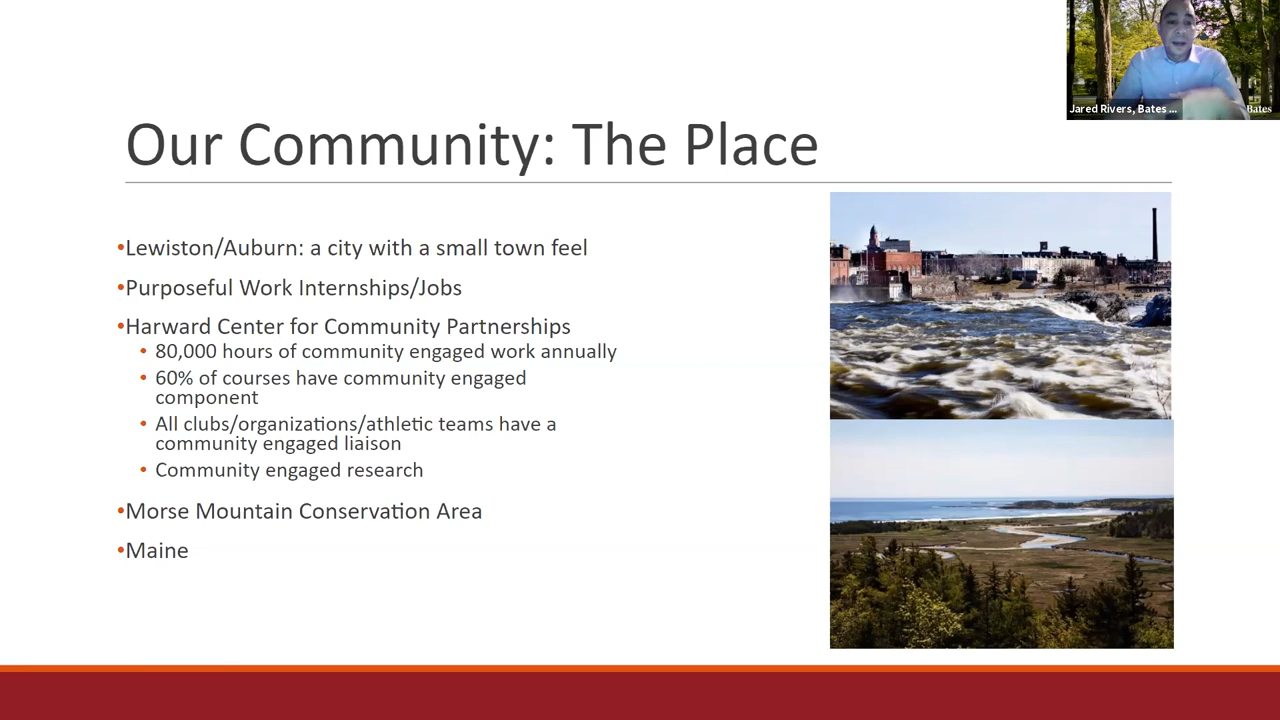 Jared Rivers, Bates ...
Bates
Our Community: The Place
•Lewiston/Auburn: a city with a small town feel
•Purposeful Work Internships/Jobs
•Harward Center for Community Partnerships
• 80,000 hours of community engaged work annually
• 60% of courses have community engaged
component
• All clubs/organizations/athletic teams have a
community engaged liaison
• Community engaged research
•Morse Mountain Conservation Area
•Maine